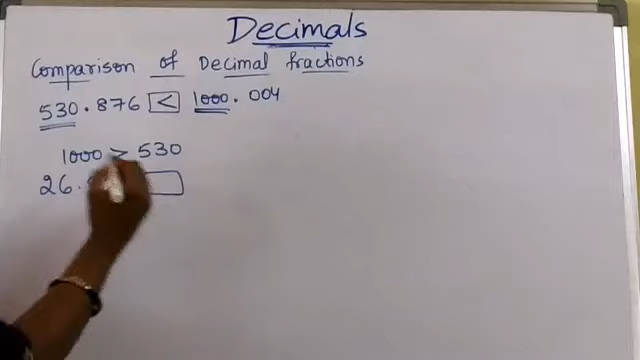 Decimals
Comparison of Decimal fractions
530.876 < 1000.004
1000 > 530
26.